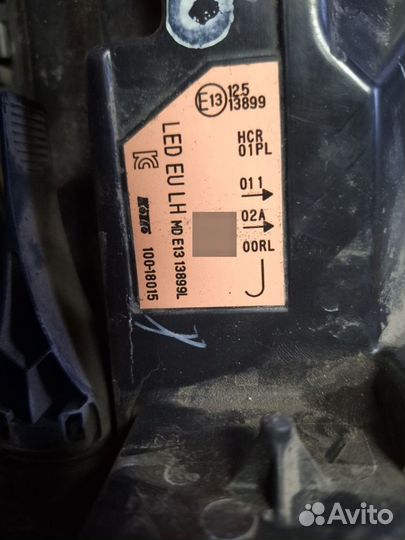 E13
125
13899
HCR
01PL
011
02A
00RL
LED EU LH MD E13 13899L
100-18015
Avito